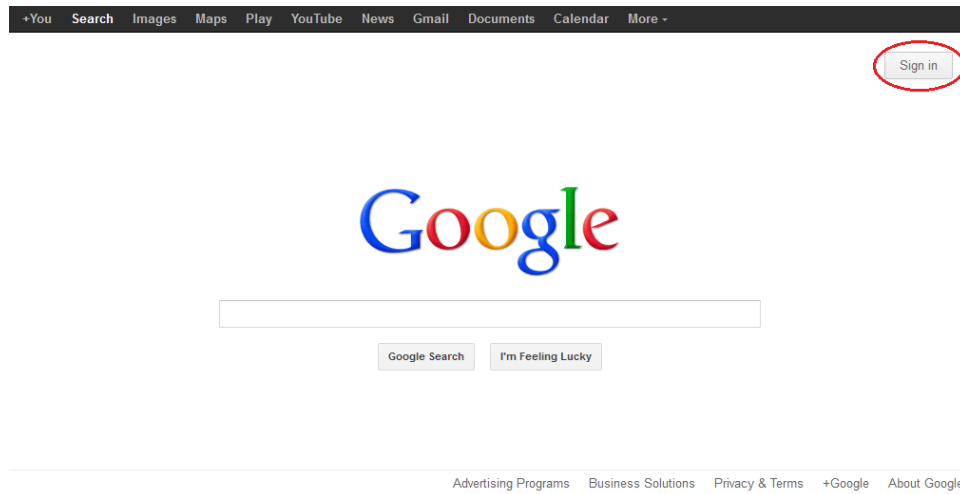 +You Search Images Maps Play YouTube News Gmail Documents Calendar More
Sign in
Google
Google Search I'm Feeling Lucky
Advertising Programs Business Solutions Privacy & Terms +Google About Google